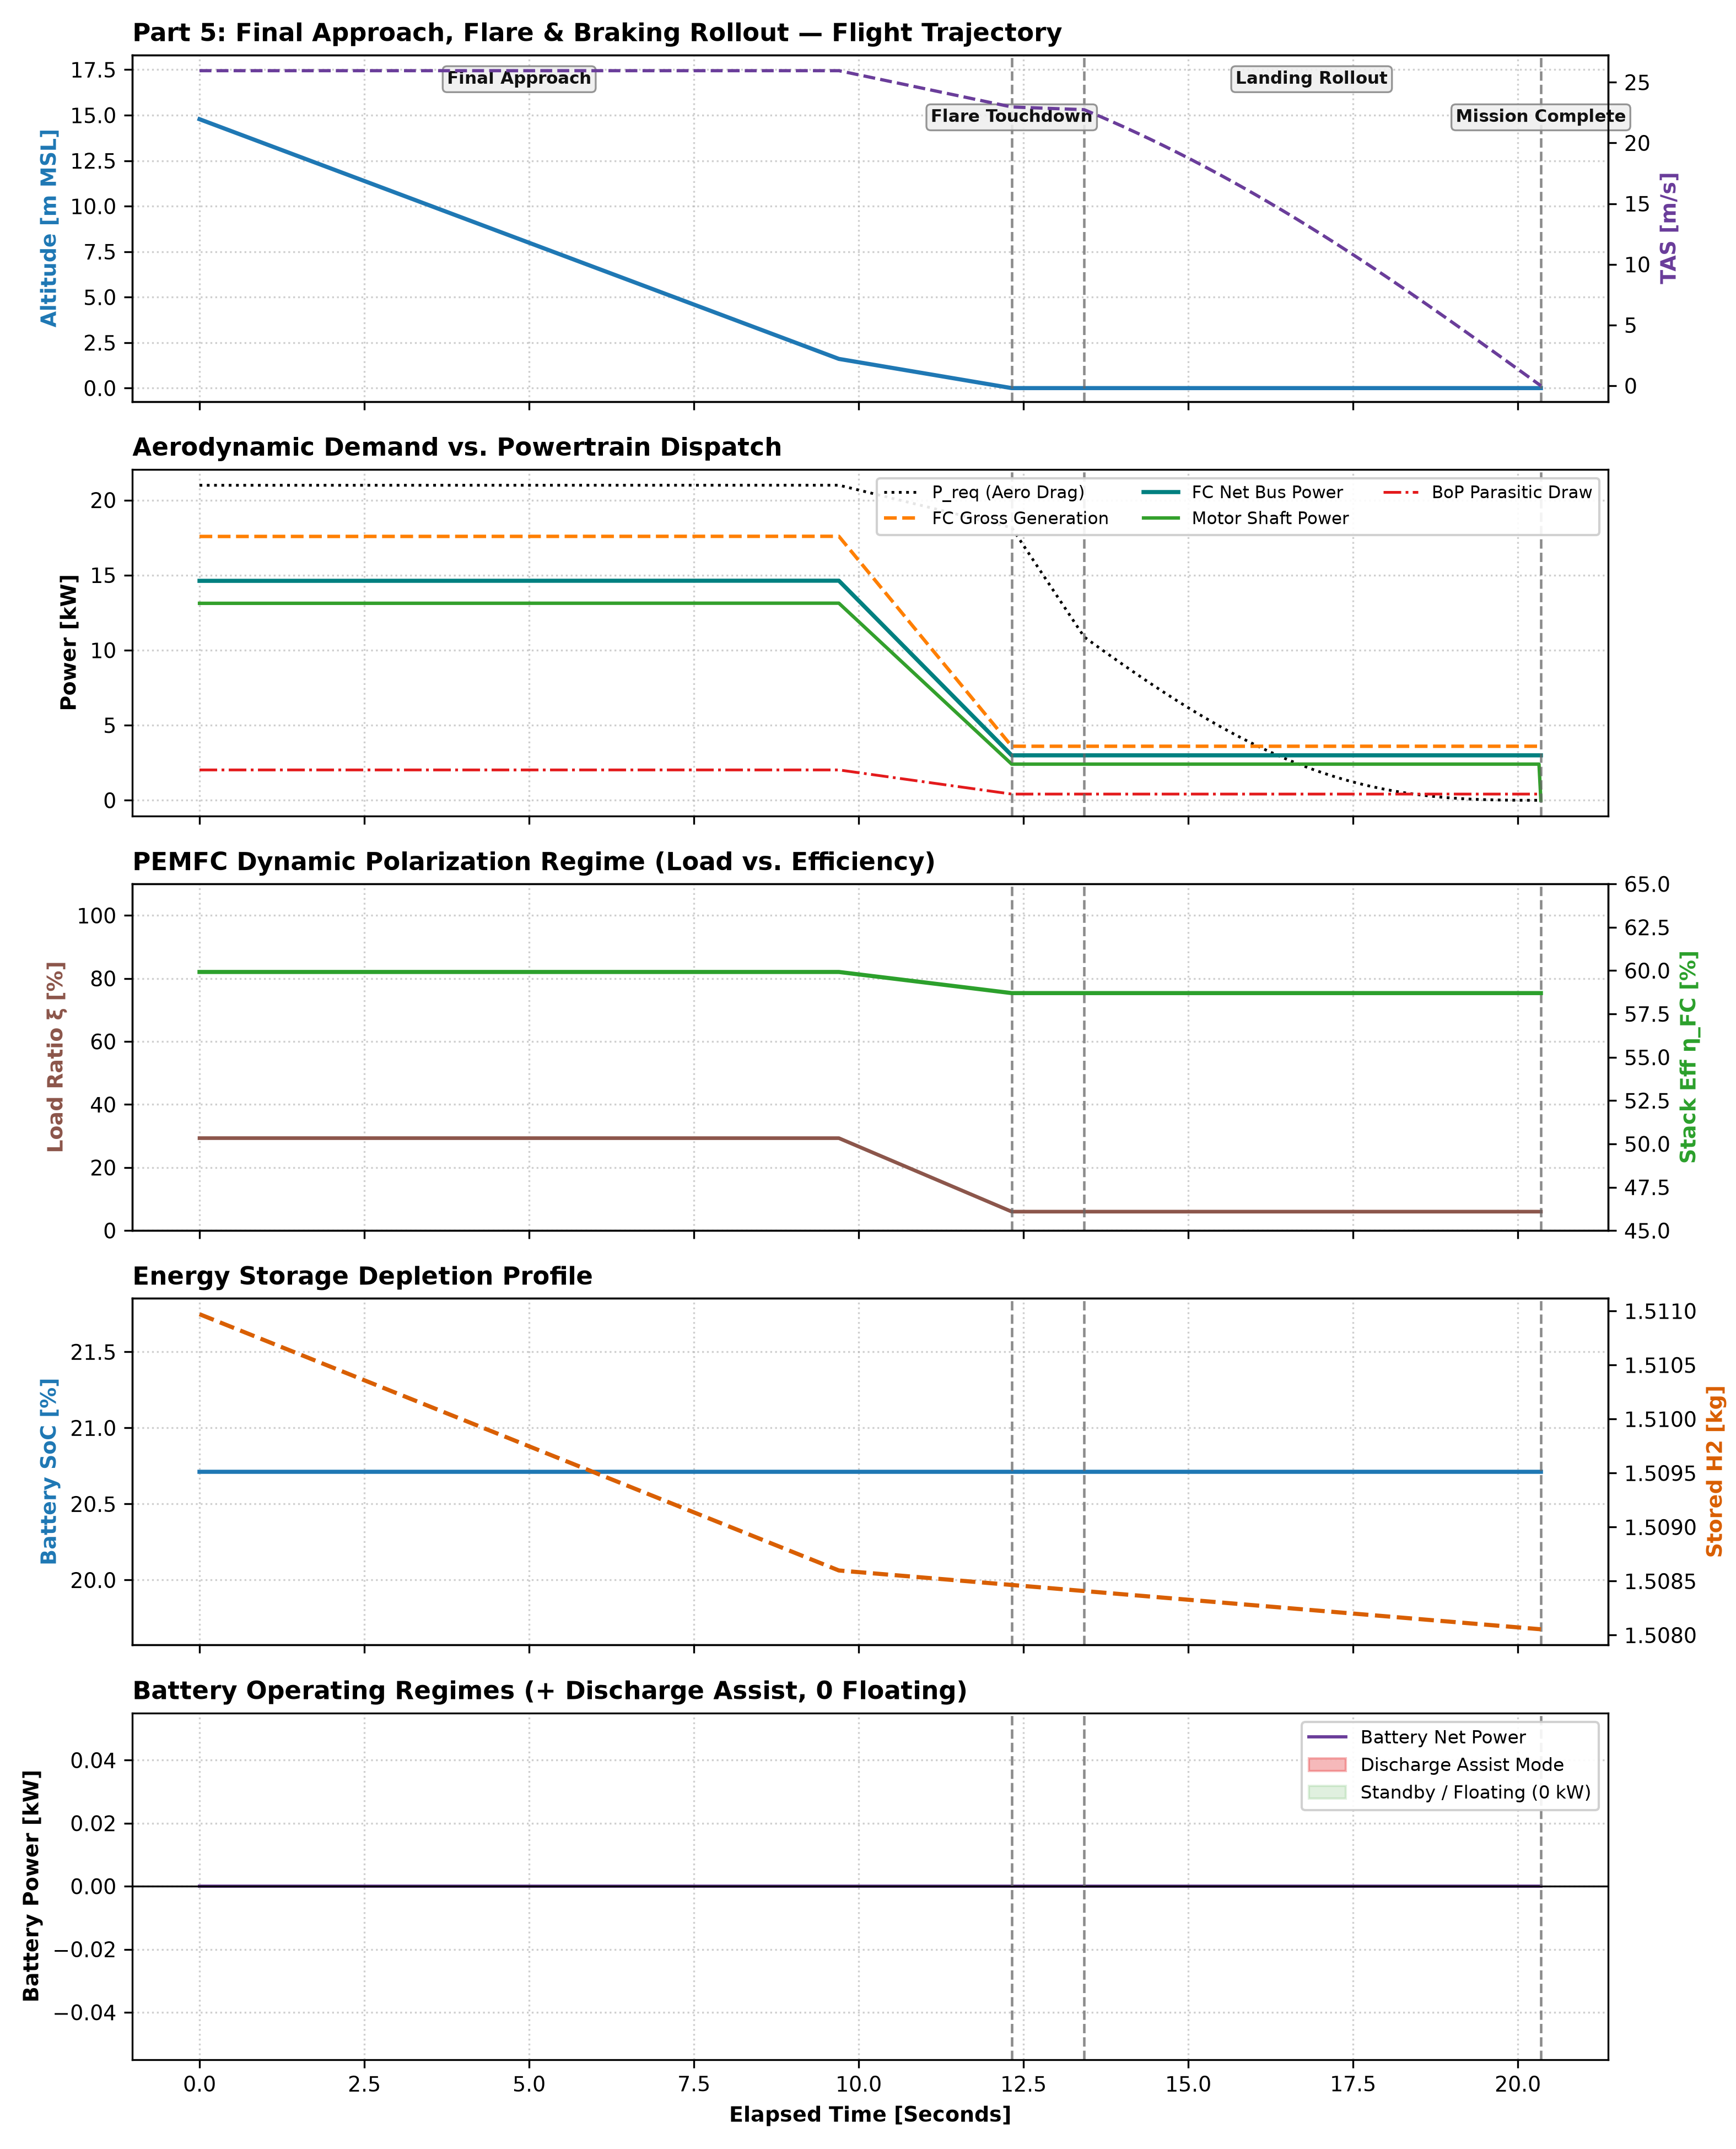 Part 5: Final Approach, Flare & Braking Rollout — Flight Trajectory
17.5
15.0
12.5
10.0
7.5
5.0
2.5
0.0
Altitude [m MSL]
Final Approach
Flare Touchdown
Landing Rollout
Mission Complete
25
20
15
10
5
0
TAS [m/s]
Aerodynamic Demand vs. Powertrain Dispatch
20
15
10
5
0
Power [kW]
P_req (Aero Drag)
FC Gross Generation
FC Net Bus Power
Motor Shaft Power
BoP Parasitic Draw
PEMFC Dynamic Polarization Regime (Load vs. Efficiency)
100
80
60
40
20
0
Load Ratio ξ [%]
65.0
62.5
60.0
57.5
55.0
52.5
50.0
47.5
45.0
Stack Eff η_FC [%]
Energy Storage Depletion Profile
21.5
21.0
20.5
20.0
Battery SoC [%]
1.5110
1.5105
1.5100
1.5095
1.5090
1.5085
1.5080
Stored H2 [kg]
Battery Operating Regimes (+ Discharge Assist, 0 Floating)
0.04
0.02
0.00
−0.02
−0.04
Battery Power [kW]
Battery Net Power
Discharge Assist Mode
Standby / Floating (0 kW)
0.0 2.5 5.0 7.5 10.0 12.5 15.0 17.5 20.0
Elapsed Time [Seconds]